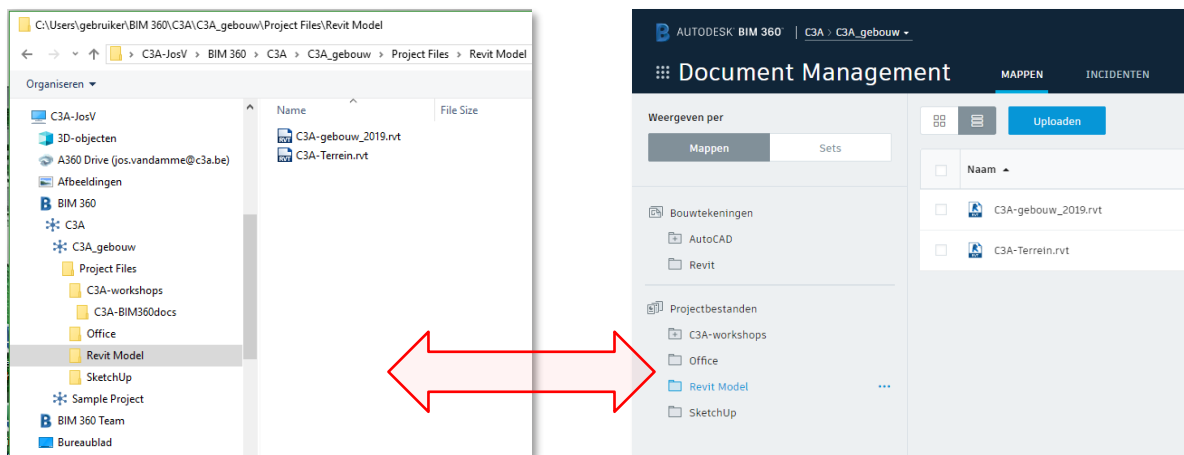 C:\Users\gebruiker\BIM 360\C3A\C3A_gebouw\Project Files\Revit Model
C3A-JosV > BIM 360 > C3A > C3A_gebouw > Project Files > Revit Model
Organiseren
C3A-JosV
3D-objecten
A360 Drive (jos.vandamme@c3a.be)
Afbeeldingen
BIM 360
C3A
C3A_gebouw
Project Files
C3A-workshops
C3A-BIM360docs
Office
Revit Model
SketchUp
Sample Project
BIM 360 Team
Bureaublad
Name File Size
C3A-gebouw_2019.rvt
C3A-Terrein.rvt
AUTODESK' BIM 360' C3A > C3A_gebouw
Document Management MAPPEN INCIDENTEN
Weergeven per
Mappen Sets
Bouwtekeningen
AutoCAD
Revit
Projectbestanden
C3A-workshops
Office
Revit Model ...
SketchUp
Uploaden
Naam
C3A-gebouw_2019.rvt
C3A-Terrein.rvt